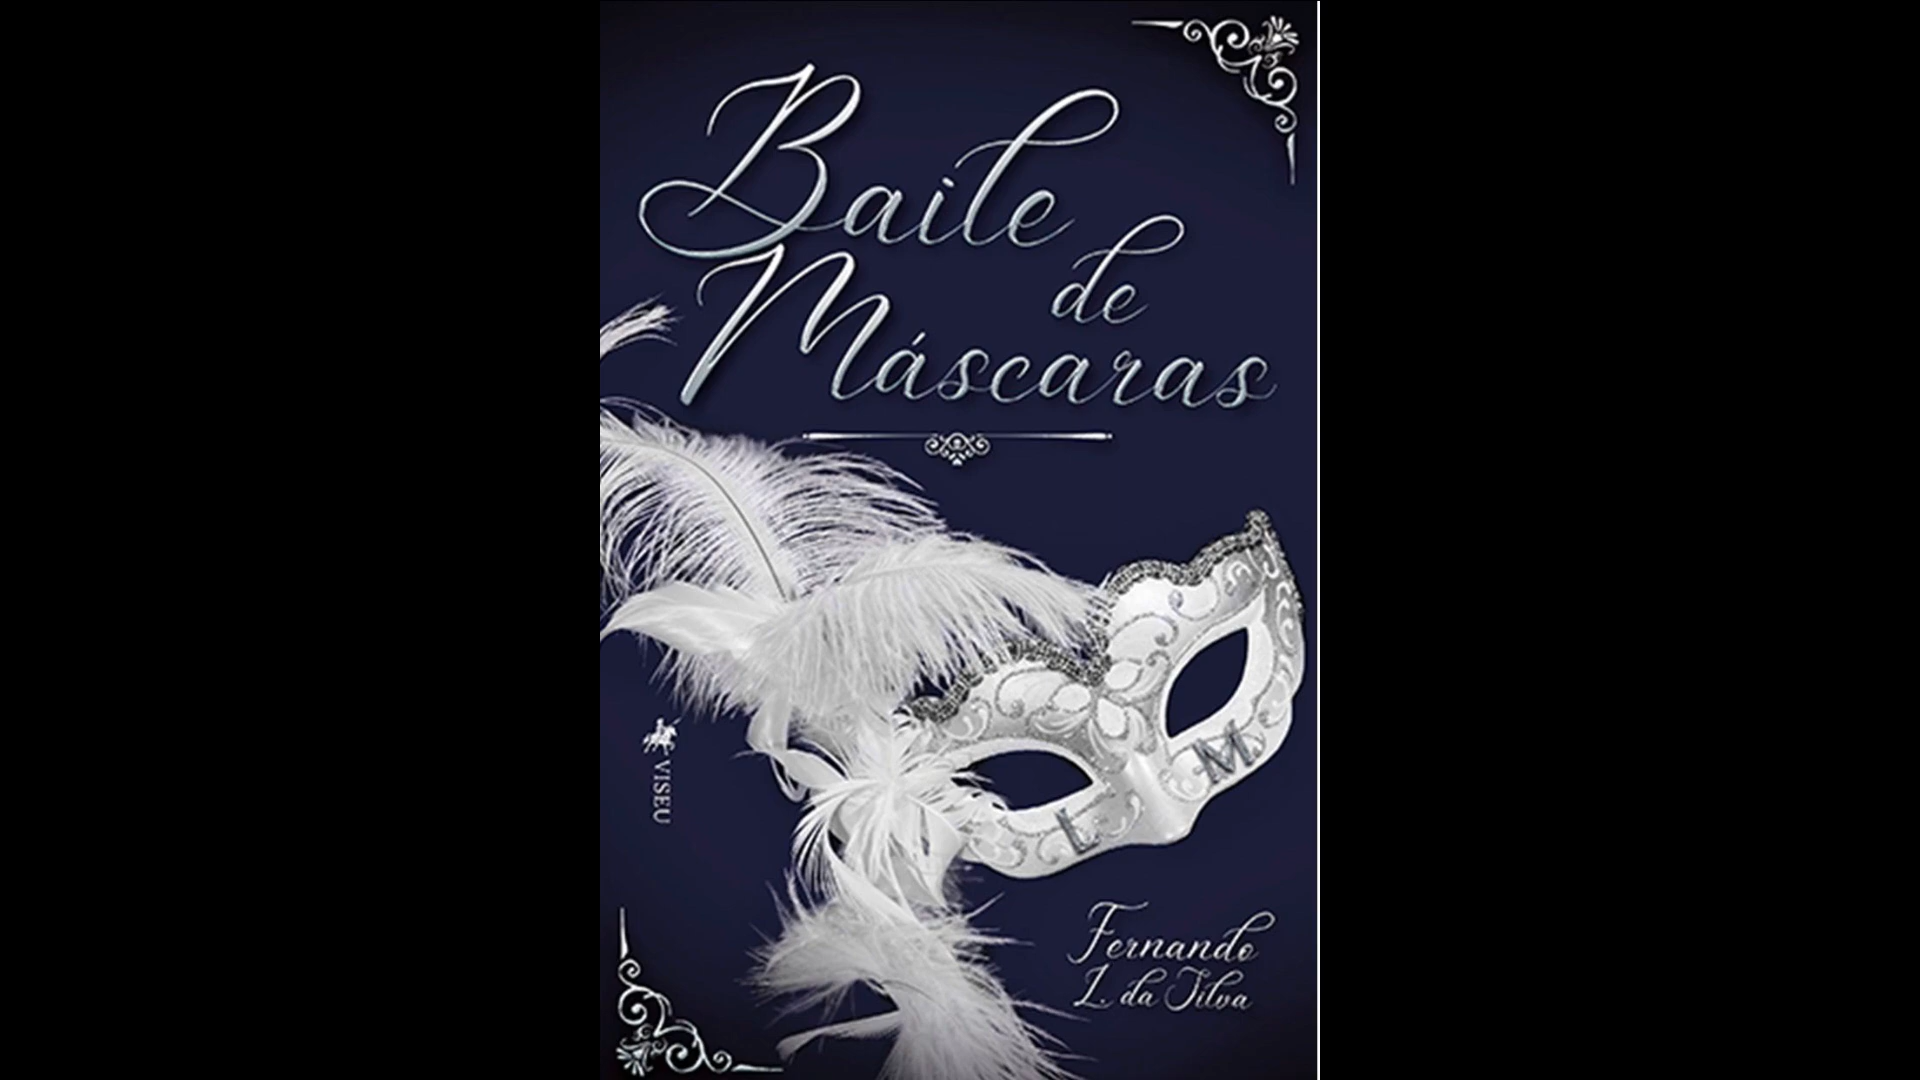 Baile
de
Máscaras
VISEU
L M
Fernando
L. da Silva